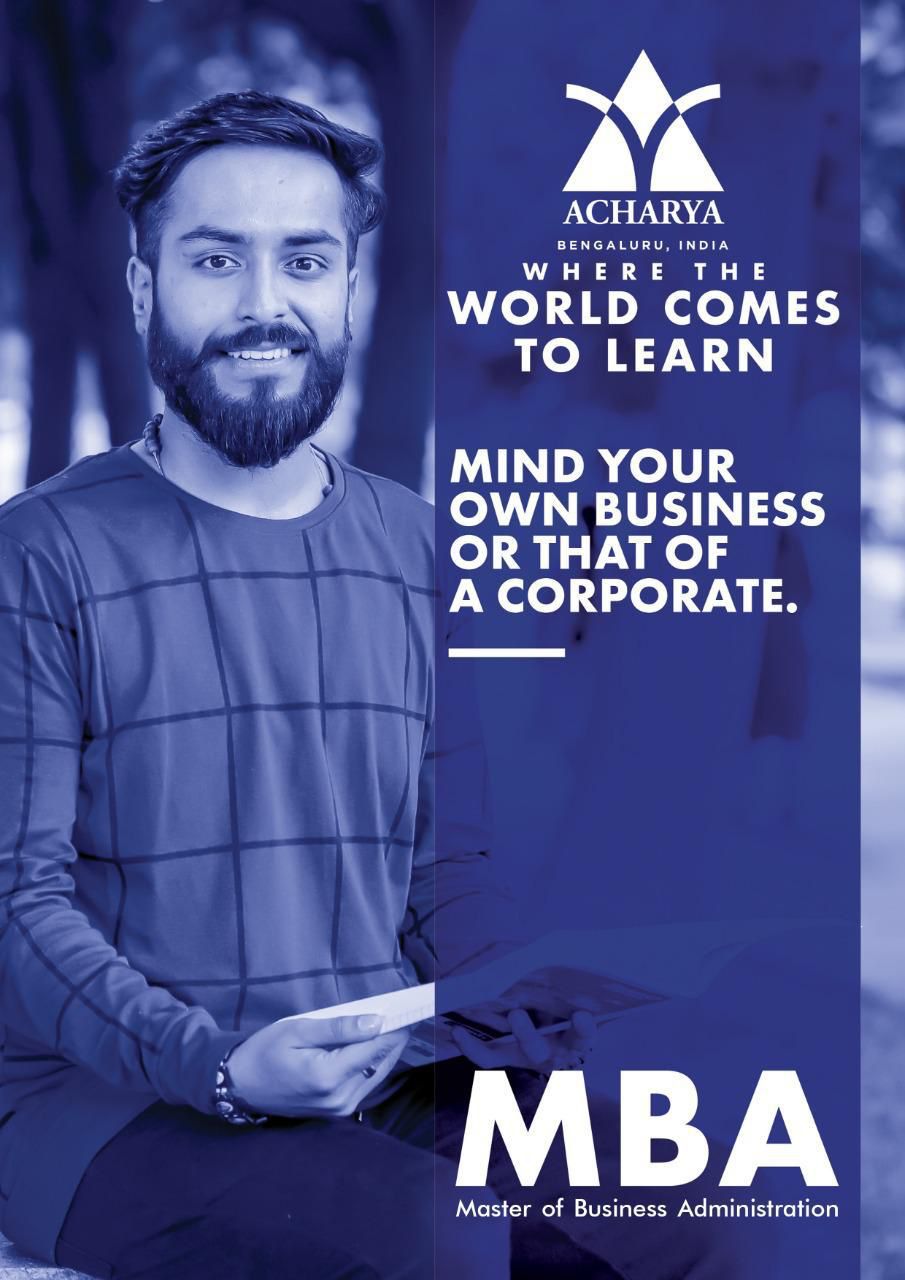 ACHARYA
BENGALURU, INDIA
WHERE THE
WORLD COMES
TO LEARN
MIND YOUR
OWN BUSINESS
OR THAT OF
A CORPORATE.
MBA
Master of Business Administration